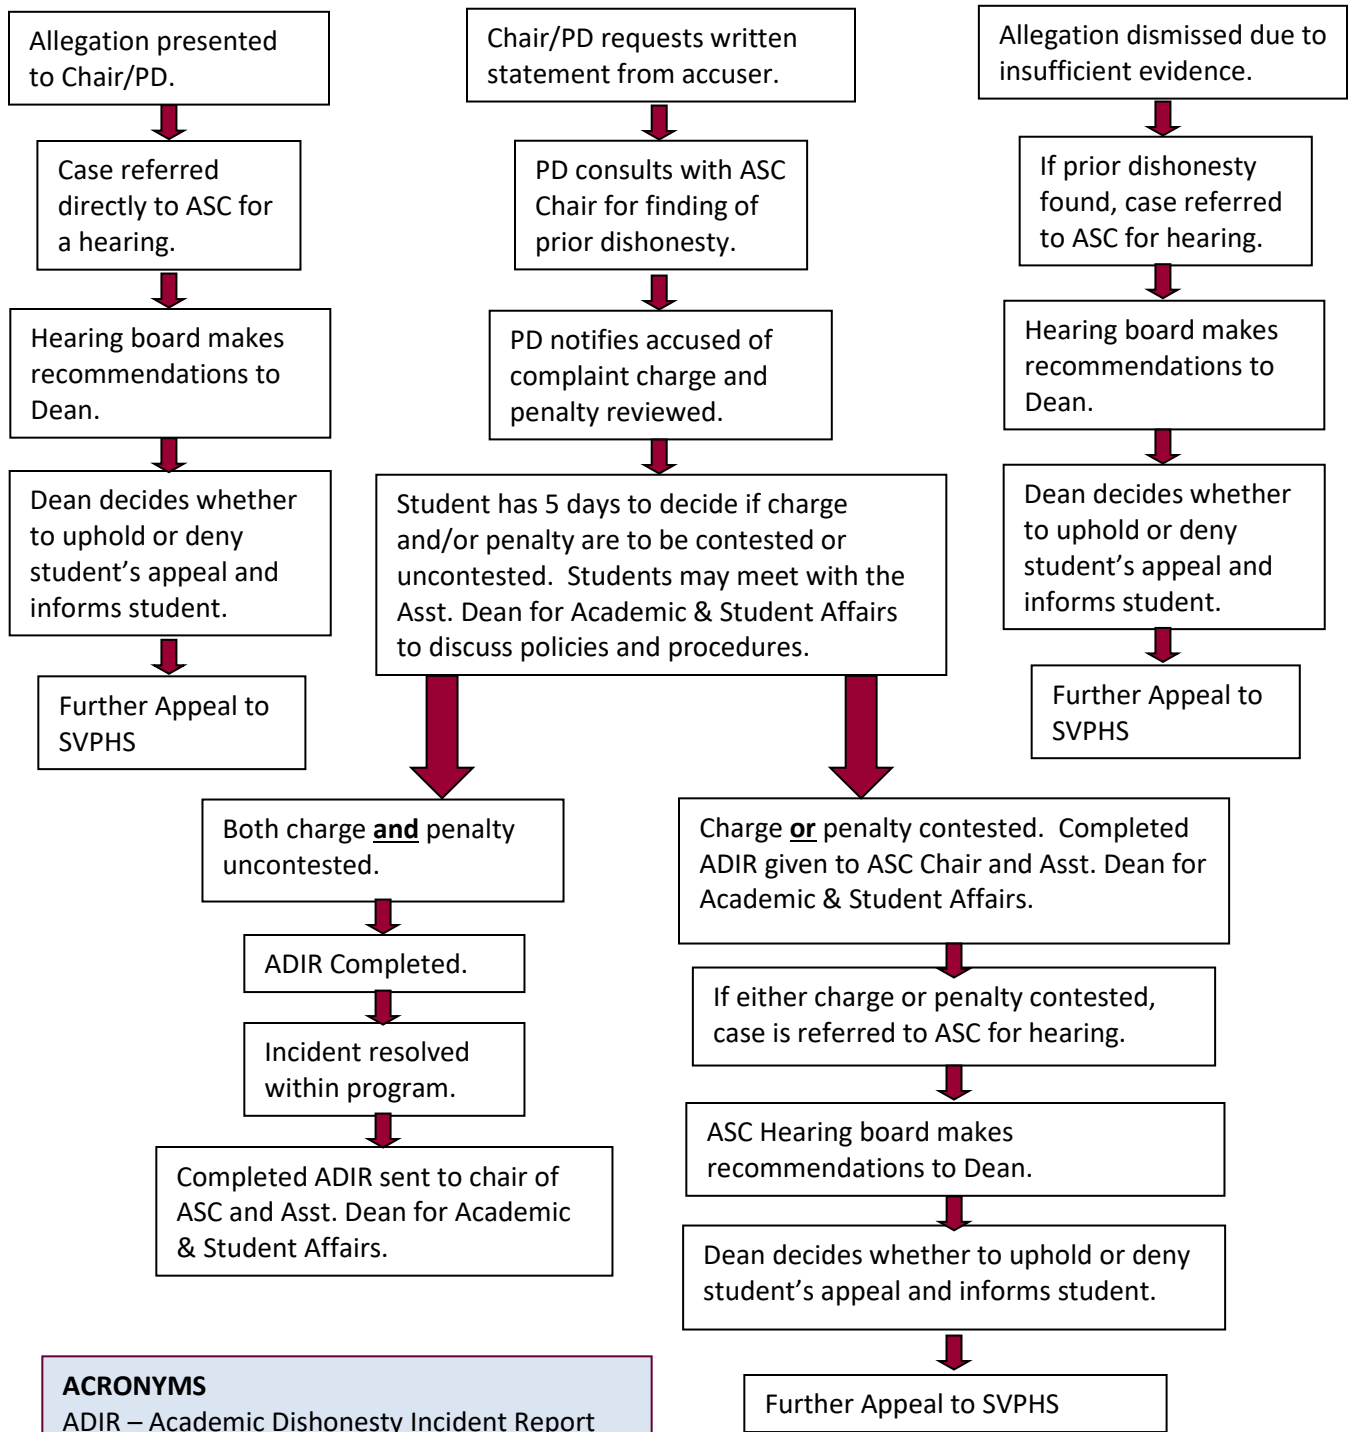 Allegation presented
to Chair/PD.
Case referred
directly to ASC for
a hearing.
Hearing board makes
recommendations to
Dean.
Dean decides whether
to uphold or deny
student’s appeal and
informs student.
Further Appeal to
SVPHS
Chair/PD requests written
statement from accuser.
PD consults with ASC
Chair for finding of
prior dishonesty.
PD notifies accused of
complaint charge and
penalty reviewed.
Student has 5 days to decide if charge
and/or penalty are to be contested or
uncontested.  Students may meet with the
Asst. Dean for Academic & Student Affairs
to discuss policies and procedures.
Allegation dismissed due to
insufficient evidence.
If prior dishonesty
found, case referred
to ASC for hearing.
Hearing board makes
recommendations to
Dean.
Dean decides whether
to uphold or deny
student’s appeal and
informs student.
Further Appeal to
SVPHS
Both charge and penalty
uncontested.
ADIR Completed.
Incident resolved
within program.
Completed ADIR sent to chair of
ASC and Asst. Dean for Academic
& Student Affairs.
Charge or penalty contested.  Completed
ADIR given to ASC Chair and Asst. Dean for
Academic & Student Affairs.
If either charge or penalty contested,
case is referred to ASC for hearing.
ASC Hearing board makes
recommendations to Dean.
Dean decides whether to uphold or deny
student’s appeal and informs student.
Further Appeal to SVPHS
ACRONYMS
ADIR – Academic Dishonesty Incident Report